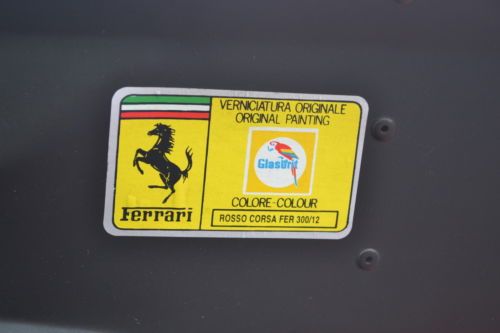 VERNICIATURA ORIGINALE
ORIGINAL PAINTING
Glasurit
COLORE-COLOUR
Ferrari
ROSSO CORSA FER 300/12